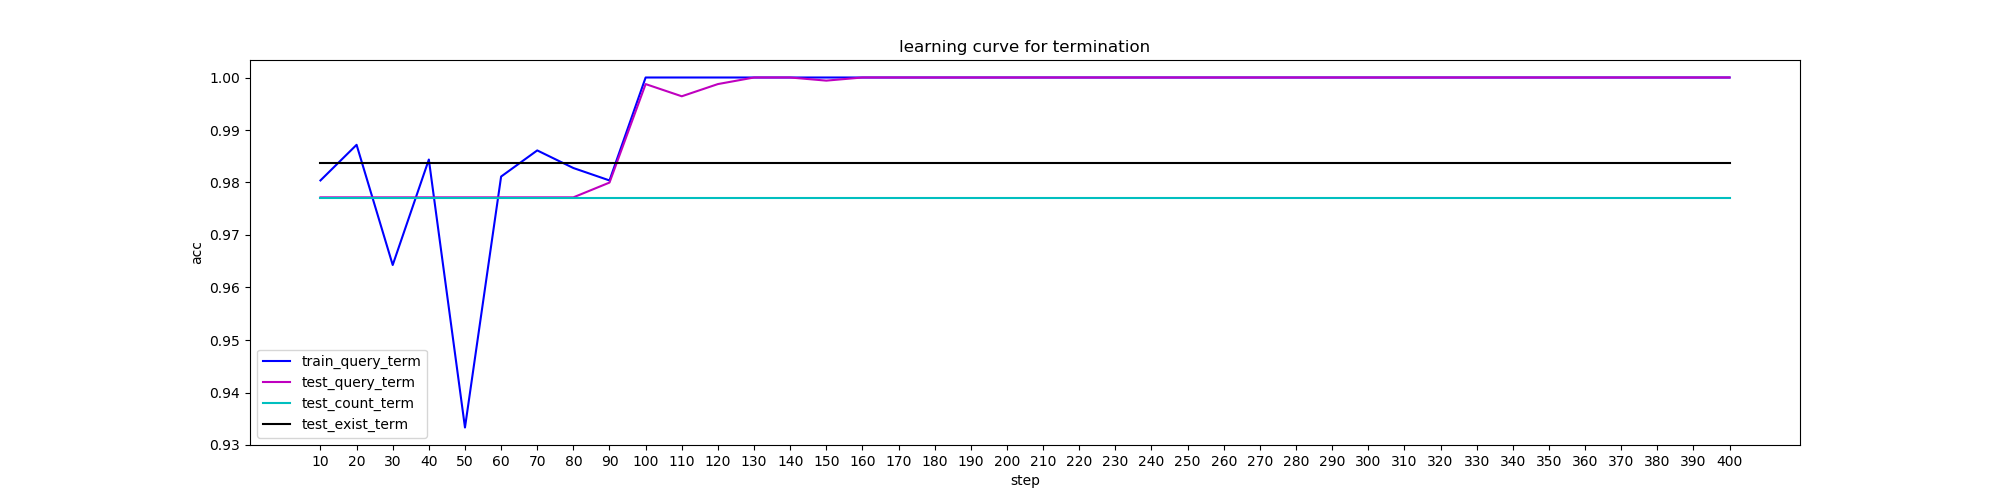 learning curve for termination
acc
1.00
0.99
0.98
0.97
0.96
0.95
0.94
0.93
train_query_term
test_query_term
test_count_term
test_exist_term
10 20 30 40 50 60 70 80 90 100 110 120 130 140 150 160 170 180 190 200 210 220 230 240 250 260 270 280 290 300 310 320 330 340 350 360 370 380 390 400
step